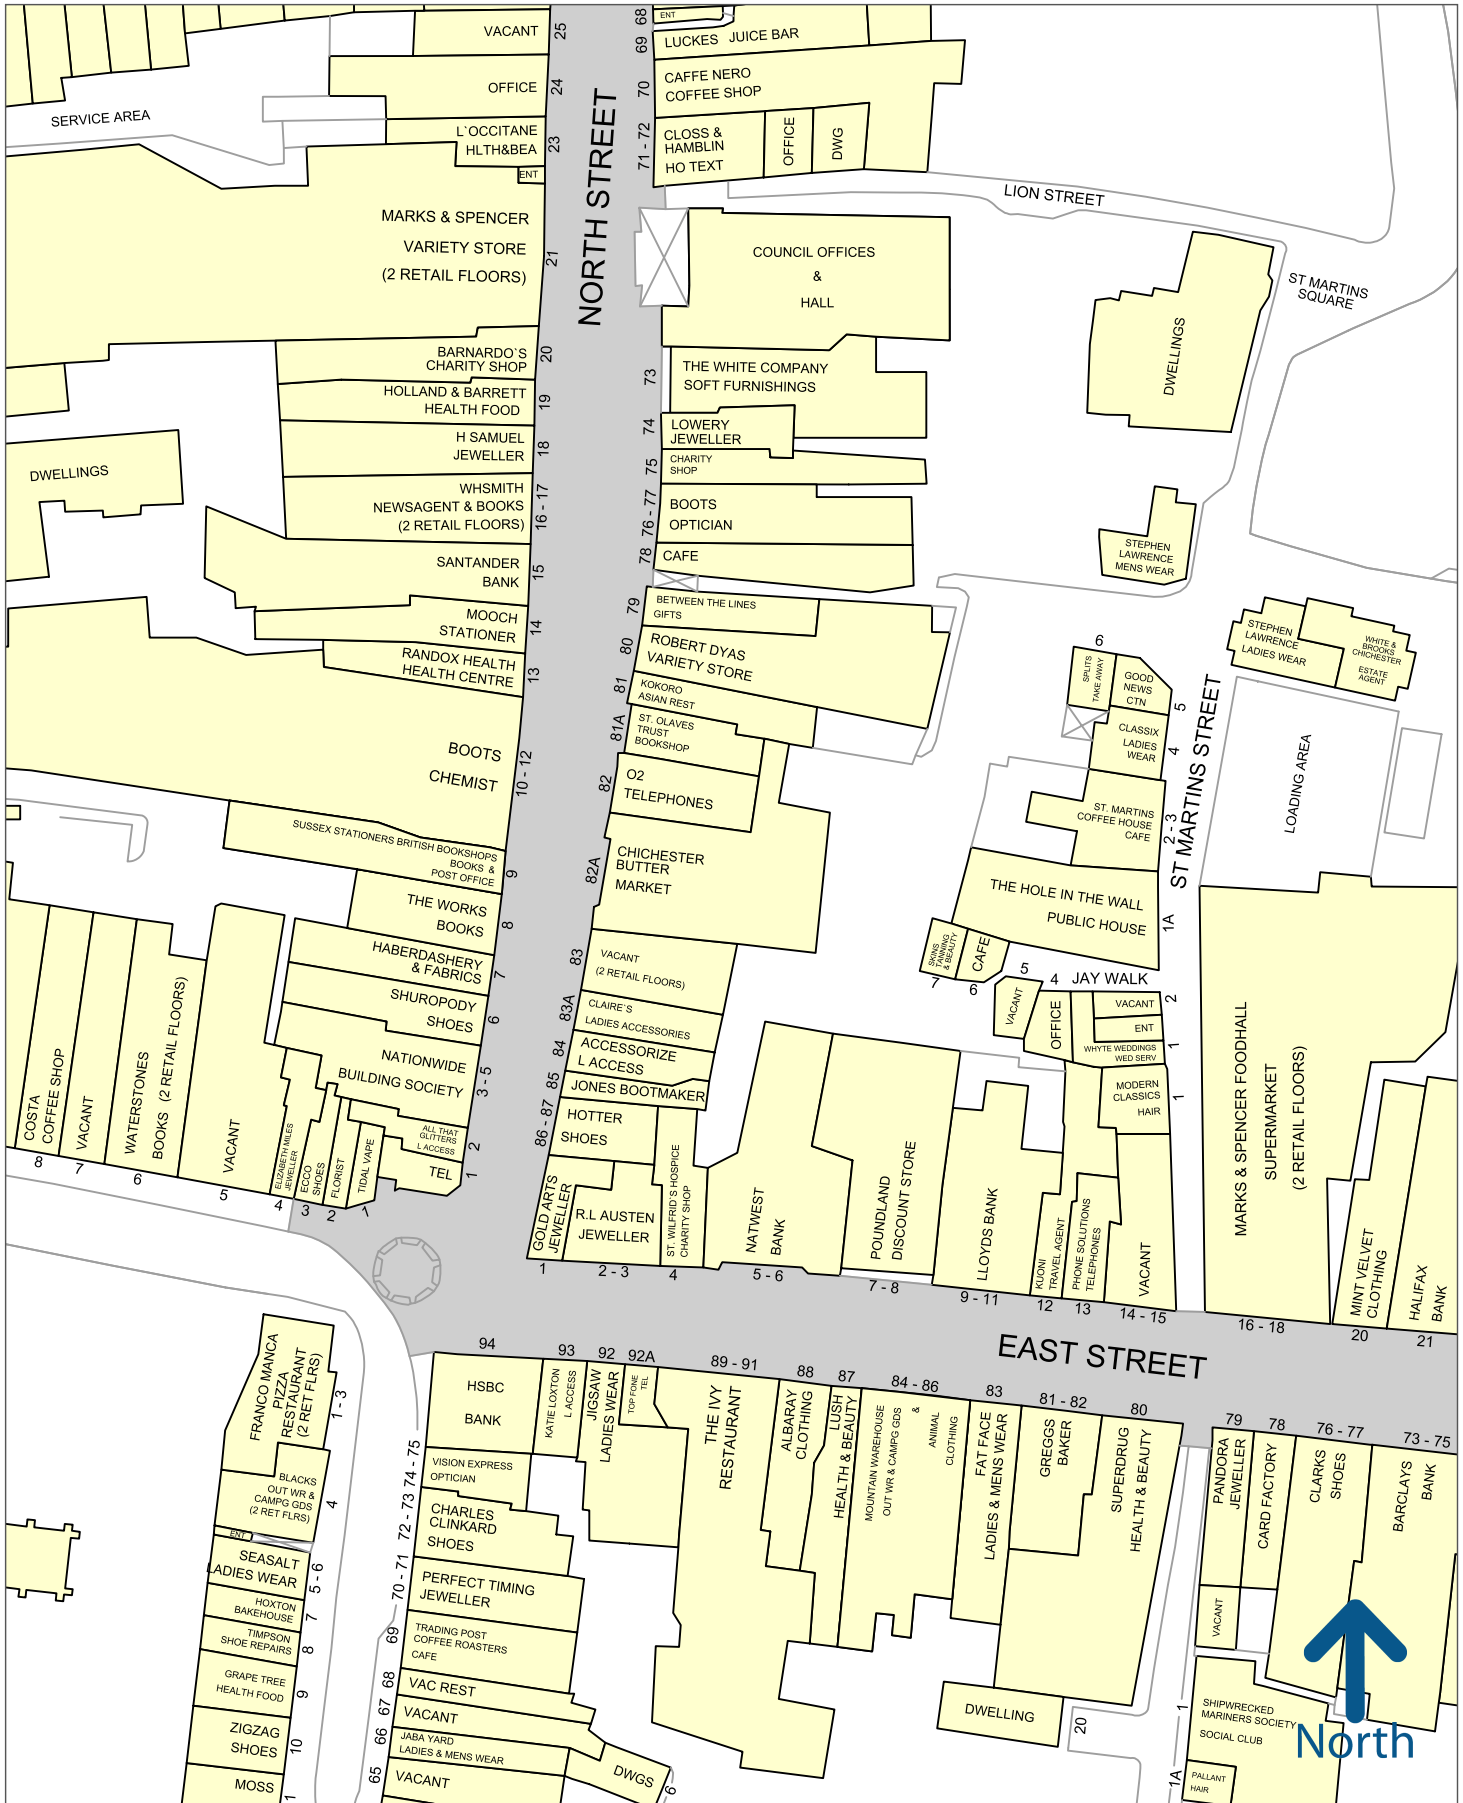 VACANT
25
OFFICE
24
SERVICE AREA
L`OCCITANE
HLTH&BEA
23
ENT
MARKS & SPENCER
VARIETY STORE
(2 RETAIL FLOORS)
21
BARNARDO`S
CHARITY SHOP
20
HOLLAND & BARRETT
HEALTH FOOD
19
H SAMUEL
JEWELLER
18
DWELLINGS
WHSMITH
NEWSAGENT & BOOKS
(2 RETAIL FLOORS)
16 - 17
SANTANDER
BANK
15
MOOCH
STATIONER
14
RANDOX HEALTH
HEALTH CENTRE
13
BOOTS
CHEMIST
10 - 12
SUSSEX STATIONERS BRITISH BOOKSHOPS
BOOKS &
POST OFFICE
9
THE WORKS
BOOKS
8
HABERDASHERY
& FABRICS
7
SHUROPODY
SHOES
6
NATIONWIDE
BUILDING SOCIETY
3 - 5
ALL THAT
GLITTERS
L ACCESS
2
TEL
1
NORTH STREET
68
ENT
69
LUCKES JUICE BAR
70
CAFFE NERO
COFFEE SHOP
71 - 72
CLOSS &
HAMBLIN
HO TEXT
OFFICE
DWG
LION STREET
COUNCIL OFFICES
&
HALL
ST MARTINS
SQUARE
DWELLINGS
73
THE WHITE COMPANY
SOFT FURNISHINGS
74
LOWERY
JEWELLER
75
CHARITY
SHOP
76 - 77
BOOTS
OPTICIAN
78
CAFE
79
BETWEEN THE LINES
GIFTS
80
ROBERT DYAS
VARIETY STORE
81
KOKORO
ASIAN REST
81A
ST. OLAVES
TRUST
BOOKSHOP
82
O2
TELEPHONES
82A
CHICHESTER
BUTTER
MARKET
83
VACANT
(2 RETAIL FLOORS)
83A
CLAIRE`S
LADIES ACCESSORIES
84
ACCESSORIZE
L ACCESS
85
JONES BOOTMAKER
86 - 87
HOTTER
SHOES
STEPHEN
LAWRENCE
MENS WEAR
STEPHEN
LAWRENCE
LADIES WEAR
WHITE &
BROOKS
CHICHESTER
ESTATE
AGENT
6
SPLITS
TAKE AWAY
GOOD
NEWS
CTN
5
CLASSIX
LADIES
WEAR
4
ST. MARTINS
COFFEE HOUSE
CAFE
2 - 3
ST MARTINS STREET
LOADING AREA
THE HOLE IN THE WALL
PUBLIC HOUSE
1A
SKINS
TANNING
& BEAUTY
7
CAFE
6
JAY WALK
5
VACANT
4
OFFICE
VACANT
2
ENT
WHYTE WEDDINGS
WED SERV
1
MODERN
CLASSICS
HAIR
1
COSTA
COFFEE SHOP
8
VACANT
7
WATERSTONES
BOOKS (2 RETAIL FLOORS)
6
VACANT
5
ELIZABETH MILES
JEWELLER
4
ECCO
SHOES
3
FLORIST
2
TIDAL VAPE
1
GOLD ARTS
JEWELLER
1
R.L AUSTEN
JEWELLER
2 - 3
ST. WILFRID'S HOSPICE
CHARITY SHOP
4
NATWEST
BANK
5 - 6
POUNDLAND
DISCOUNT STORE
7 - 8
LLOYDS BANK
9 - 11
KUONI
TRAVEL AGENT
12
PHONE SOLUTIONS
TELEPHONES
13
VACANT
14 - 15
MARKS & SPENCER FOODHALL
SUPERMARKET
(2 RETAIL FLOORS)
16 - 18
MINT VELVET
CLOTHING
20
HALIFAX
BANK
21
EAST STREET
94
HSBC
BANK
93
KATIE LOXTON
L ACCESS
92
JIGSAW
LADIES WEAR
92A
TOP FONE
TEL
89 - 91
THE IVY
RESTAURANT
88
ALBARAY
CLOTHING
87
LUSH
HEALTH & BEAUTY
84 - 86
MOUNTAIN WAREHOUSE
OUT WR & CAMPG GDS
&
ANIMAL
CLOTHING
83
FAT FACE
LADIES & MENS WEAR
81 - 82
GREGGS
BAKER
80
SUPERDRUG
HEALTH & BEAUTY
79
PANDORA
JEWELLER
78
CARD FACTORY
76 - 77
CLARKS
SHOES
73 - 75
BARCLAYS
BANK
VACANT
FRANCO MANCA
PIZZA
RESTAURANT
(2 RET FLRS)
1 - 3
BLACKS
OUT WR &
CAMPG GDS
(2 RET FLRS)
4
ENT
SEASALT
LADIES WEAR
5 - 6
HOXTON
BAKEHOUSE
7
TIMPSON
SHOE REPAIRS
8
GRAPE TREE
HEALTH FOOD
9
ZIGZAG
SHOES
10
MOSS
1
74 - 75
VISION EXPRESS
OPTICIAN
72 - 73
CHARLES
CLINKARD
SHOES
70 - 71
PERFECT TIMING
JEWELLER
69
TRADING POST
COFFEE ROASTERS
CAFE
68
VAC REST
67
VACANT
66
JABA YARD
LADIES & MENS WEAR
65
VACANT
DWGS
6
DWELLING
20
1
SHIPWRECKED
MARINERS SOCIETY
SOCIAL CLUB
1A
PALLANT
HAIR
North